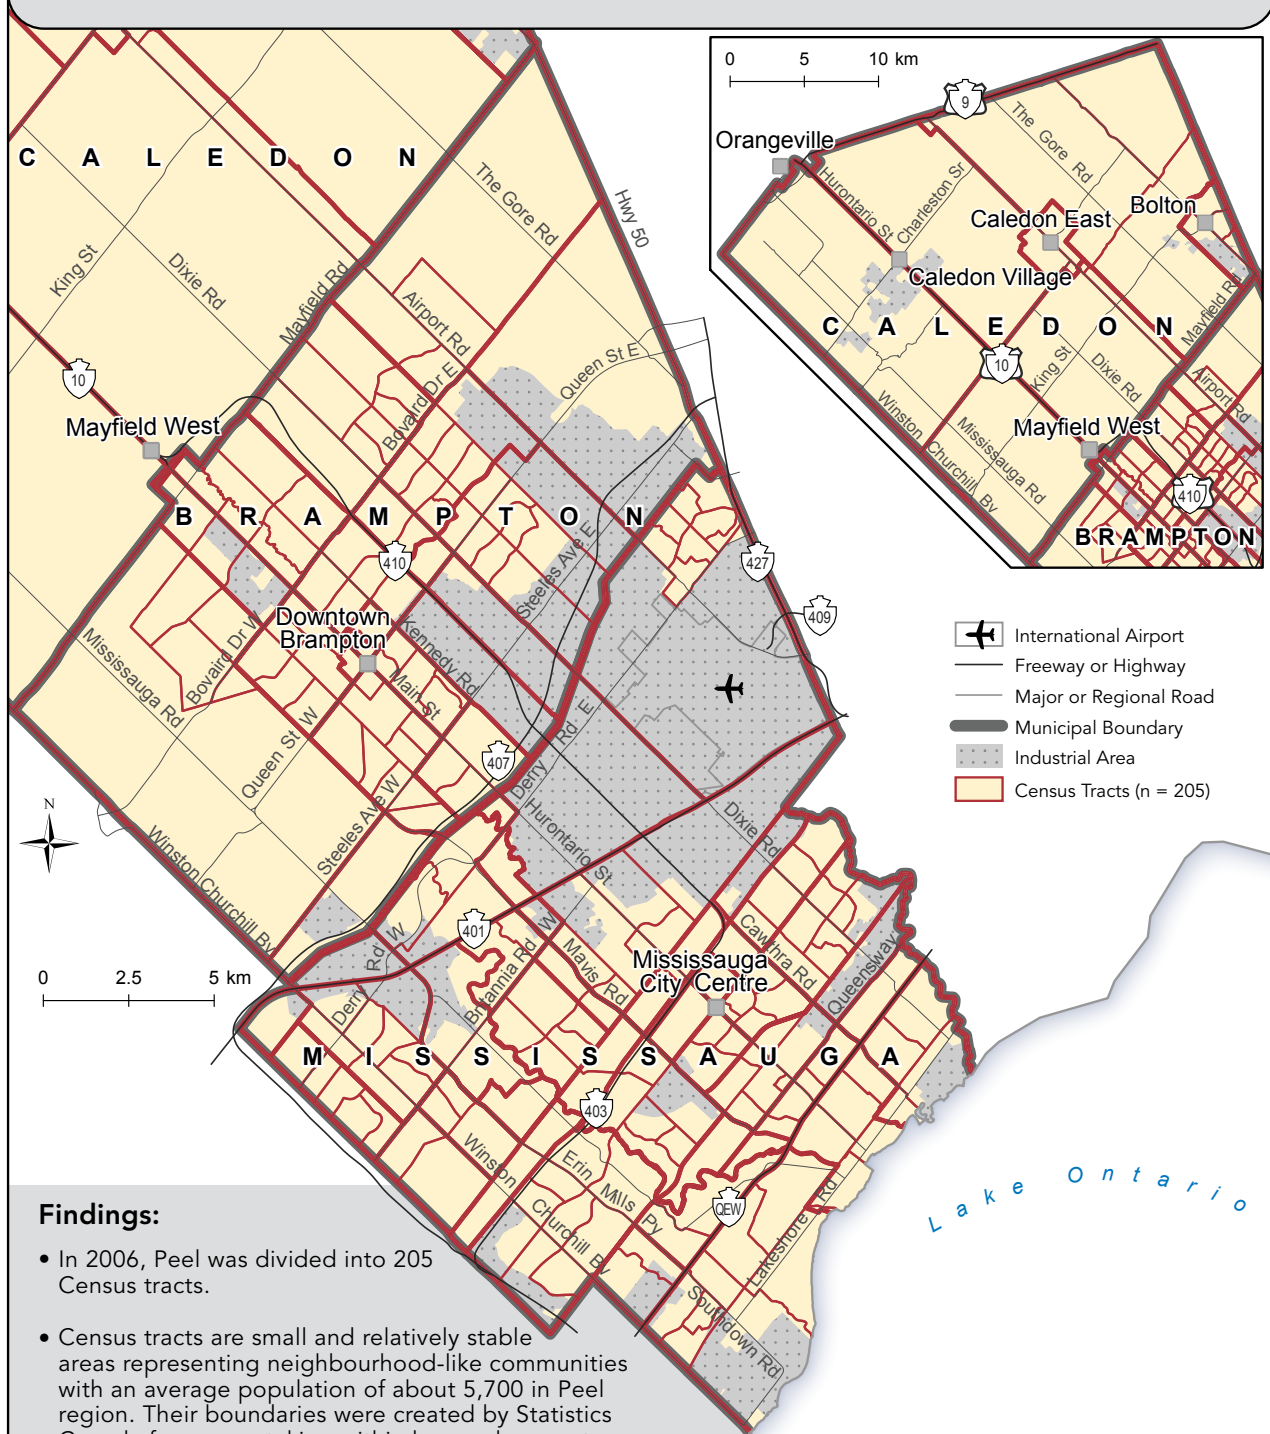 0 5 10 km
9
Orangeville
The Gore Rd
Hurontario St
Charleston Sr
Caledon East
Bolton
Caledon Village
C A L E D O N
Mayfield Rd
10
King St
Dixie Rd
Airport Rd
Winston Churchill Bv
Mississauga Rd
Mayfield West
410
BRAMPTON
C A L E D O N
The Gore Rd
Hwy 50
King St
Dixie Rd
Mayfield Rd
Airport Rd
Queen St E
10
Bovaird Dr E
Mayfield West
B R A M P T O N
410
427
Steeles Ave E
409
Downtown
Brampton
Kennedy Rd
Mississauga Rd
Bovaird Dr W
Main St
Queen St W
407
Derry Rd E
Hurontario St
Dixie Rd
Steeles Ave W
Winston Churchill Bv
401
Derry Rd W
Britannia Rd W
Mavis Rd
Cawthra Rd
Mississauga
City Centre
Queensway
M I S S I S S A U G A
403
Winston Churchill Bv
Erin Mills Py
QEW
Lakeshore Rd
Southdown Rd
Lake Ontario
N
0 2.5 5 km
International Airport
Freeway or Highway
Major or Regional Road
Municipal Boundary
Industrial Area
Census Tracts (n = 205)
Findings:
• In 2006, Peel was divided into 205
Census tracts.
• Census tracts are small and relatively stable
areas representing neighbourhood-like communities
with an average population of about 5,700 in Peel
region. Their boundaries were created by Statistics